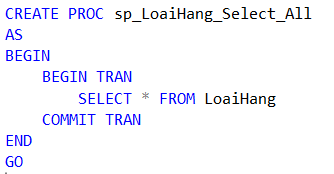 CREATE PROC sp_LoaiHang_Select_All
AS
BEGIN
BEGIN TRAN
SELECT * FROM LoaiHang
COMMIT TRAN
END
GO